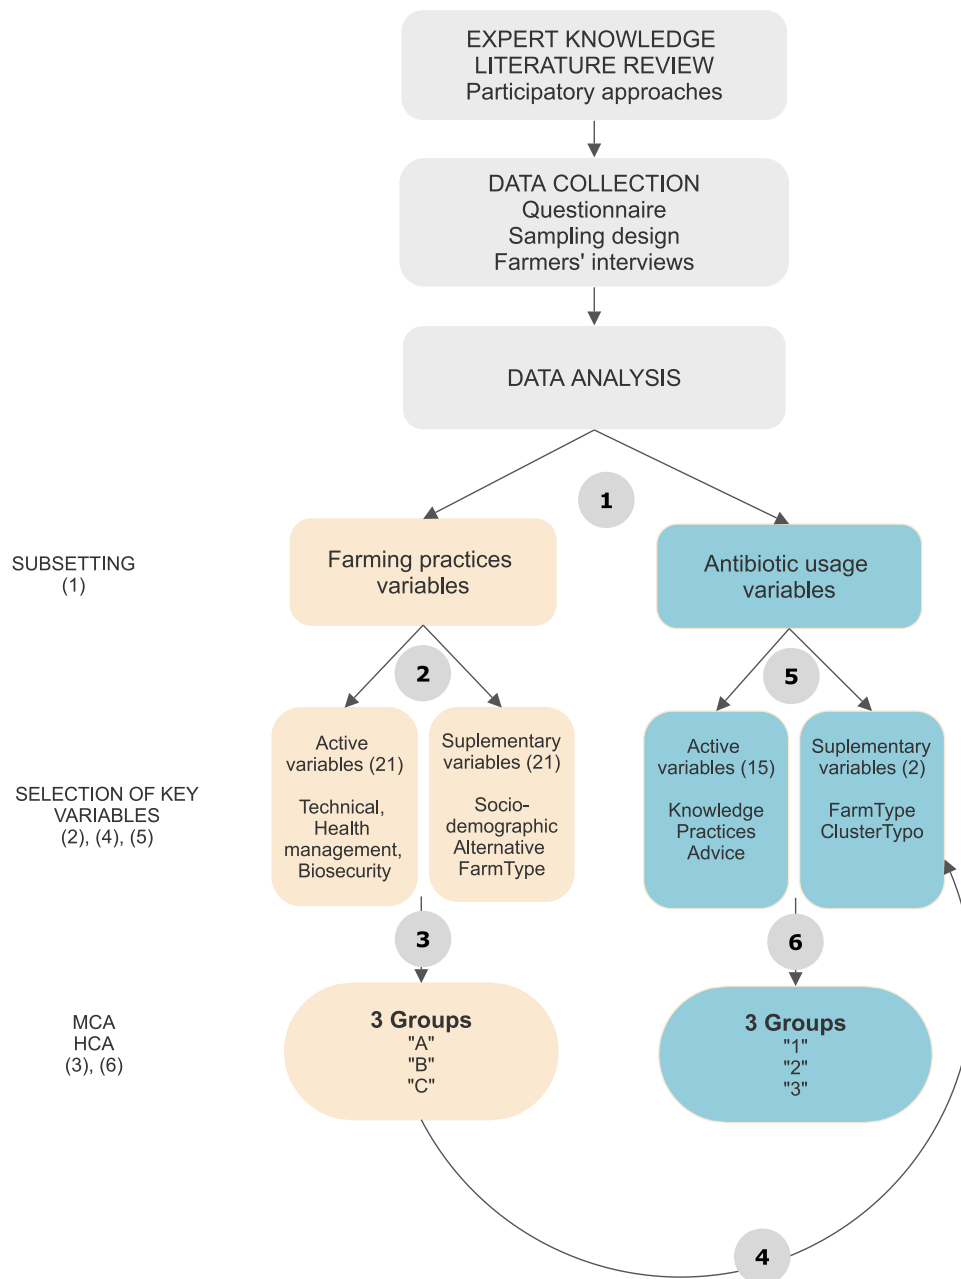 EXPERT KNOWLEDGE
LITERATURE REVIEW
Participatory approaches
DATA COLLECTION
Questionnaire
Sampling design
Farmers' interviews
DATA ANALYSIS
1
SUBSETTING
(1)
Farming practices
variables
Antibiotic usage
variables
2
5
SELECTION OF KEY
VARIABLES
(2), (4), (5)
Active
variables (21)
Technical,
Health
management,
Biosecurity
Suplementary
variables (21)
Socio-
demographic
Alternative
FarmType
Active
variables (15)
Knowledge
Practices
Advice
Suplementary
variables (2)
FarmType
ClusterTypo
3
6
MCA
HCA
(3), (6)
3 Groups
"A"
"B"
"C"
3 Groups
"1"
"2"
"3"
4